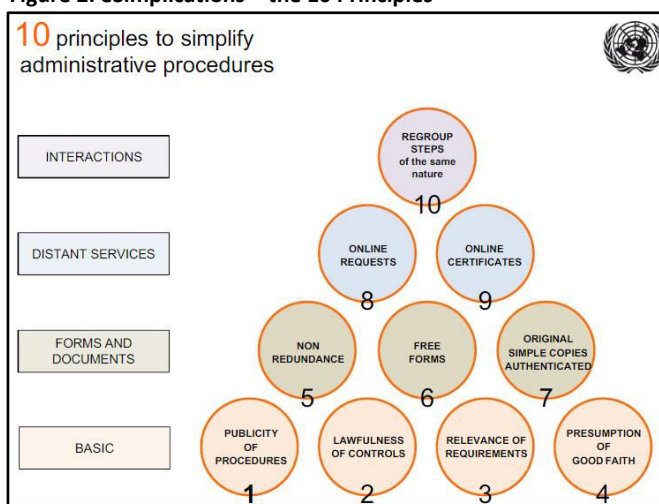 the 10 Principles
10 principles to simplify
administrative procedures
INTERACTIONS
REGROUP
STEPS
of the same
nature
10
DISTANT SERVICES
ONLINE
REQUESTS
8
ONLINE
CERTIFICATES
9
FORMS AND
DOCUMENTS
NON
REDUNDANCE
5
FREE
FORMS
6
ORIGINAL
SIMPLE COPIES
AUTHENTICATED
7
BASIC
PUBLICITY
OF
PROCEDURES
1
LAWFULNESS
OF CONTROLS
2
RELEVANCE OF
REQUIREMENTS
3
PRESUMPTION
OF
GOOD FAITH
4